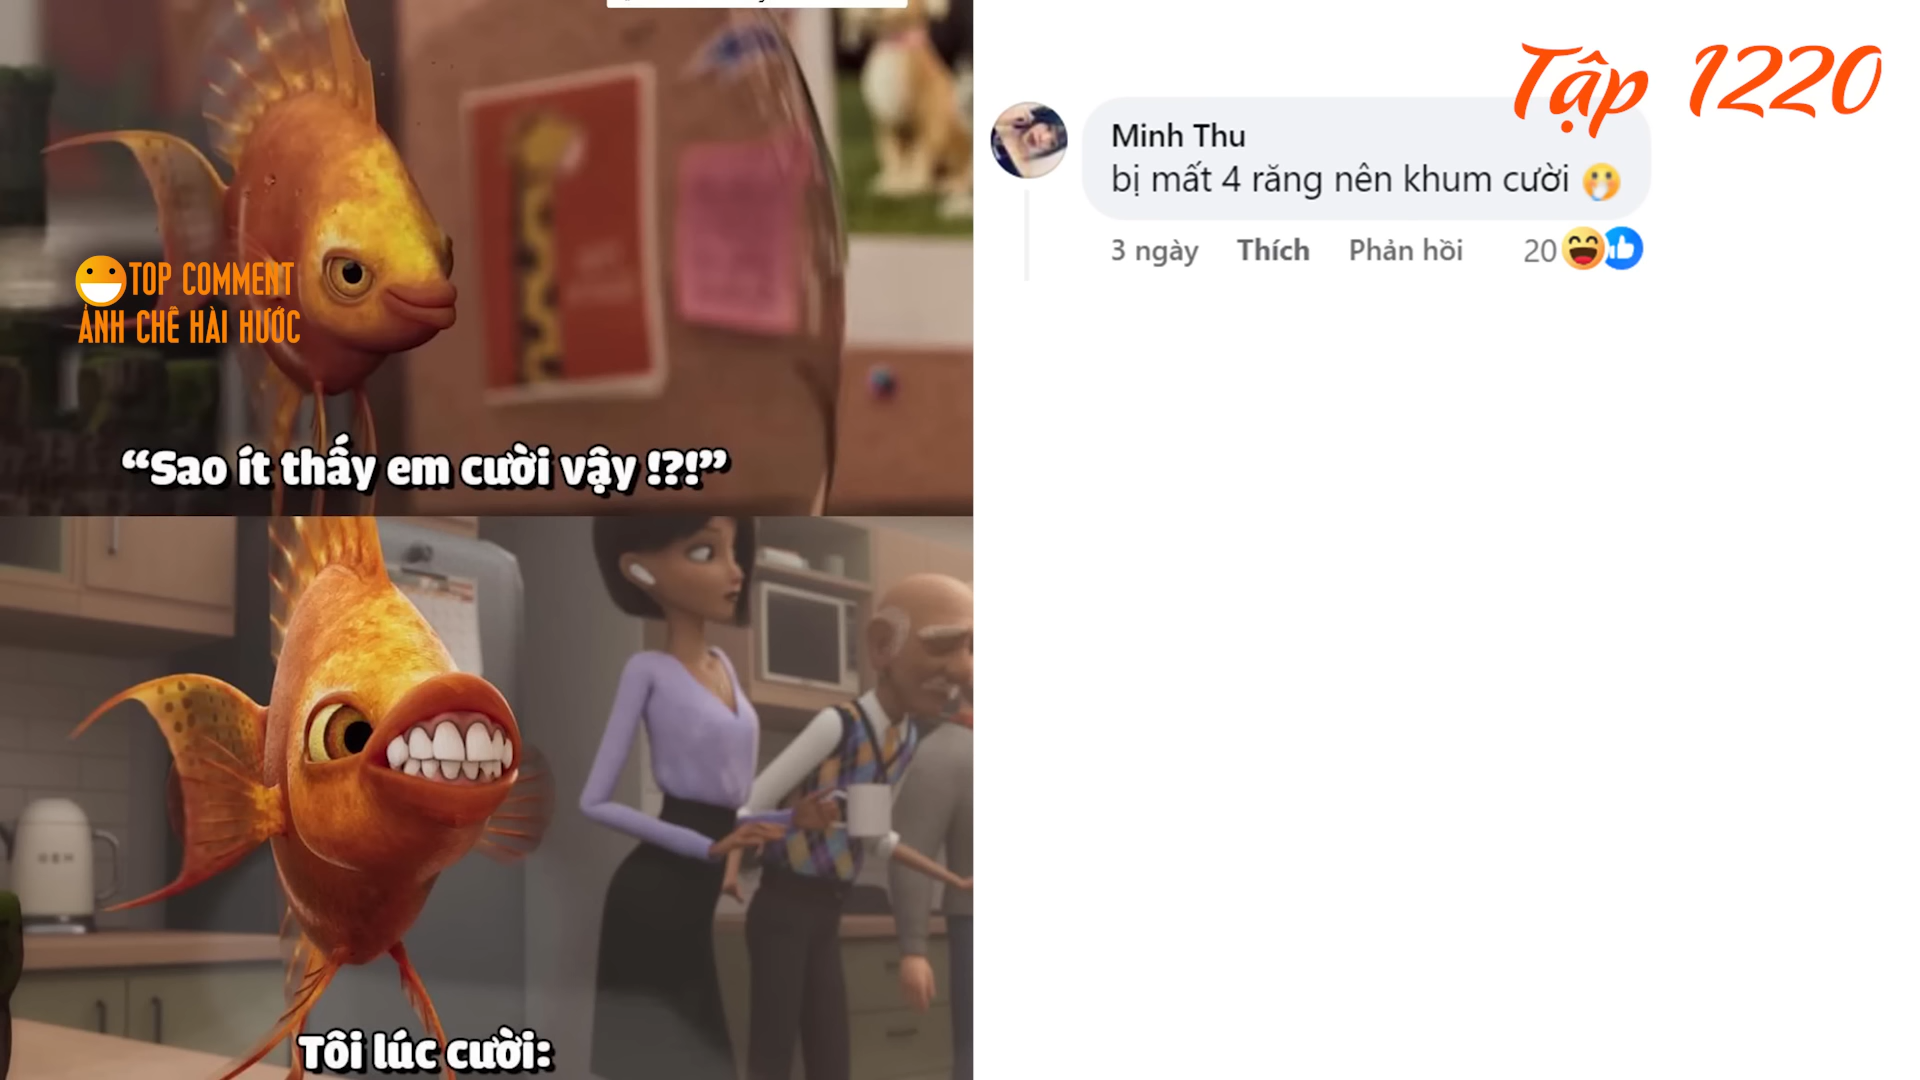 Tập 1220
TOP COMMENT
ẢNH CHẾ HÀI HƯỚC
“Sao ít thấy em cười vậy !?!”
Tôi lúc cười:
Minh Thu
bị mất 4 răng nên khum cười
3 ngày Thích Phản hồi 20